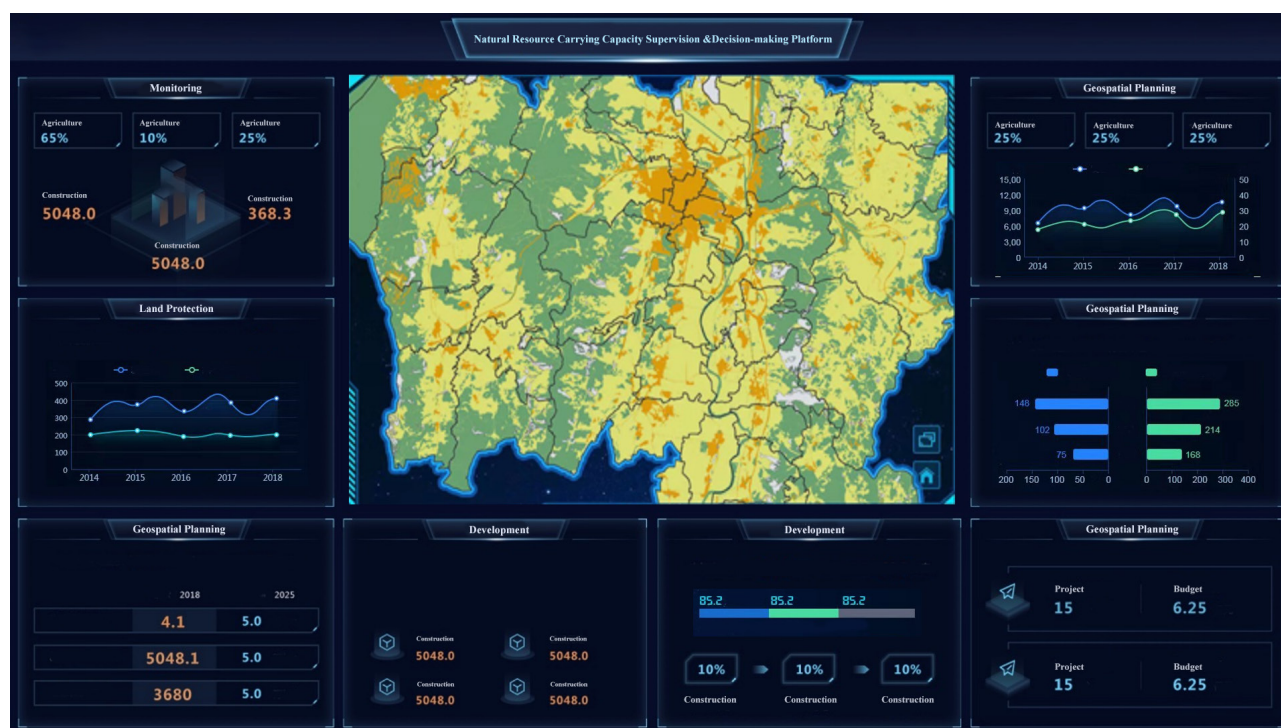 Natural Resource Carrying Capacity Supervision &Decision-making Platform
Monitoring
Agriculture Agriculture Agriculture
65% 10% 25%
Construction Construction
5048.0 368.3
Construction
5048.0
Land Protection
500
400
300
200
100
0
2014 2015 2016 2017 2018
Geospatial Planning
2018 2025
4.1 5.0
5048.1 5.0
3680 5.0
Development
Construction Construction
5048.0 5048.0
Construction Construction
5048.0 5048.0
Development
85.2 85.2 85.2
10% 10% 10%
Construction Construction Construction
Geospatial Planning
Agriculture Agriculture Agriculture
25% 25% 25%
15,00 50
12,00 40
9,00 30
6,00 20
3,00 10
0 0
2014 2015 2016 2017 2018
Geospatial Planning
148 285
102 214
75 168
200 150 100 50 0 0 100 200 300 400
Geospatial Planning
Project Budget
15 6.25
Project Budget
15 6.25